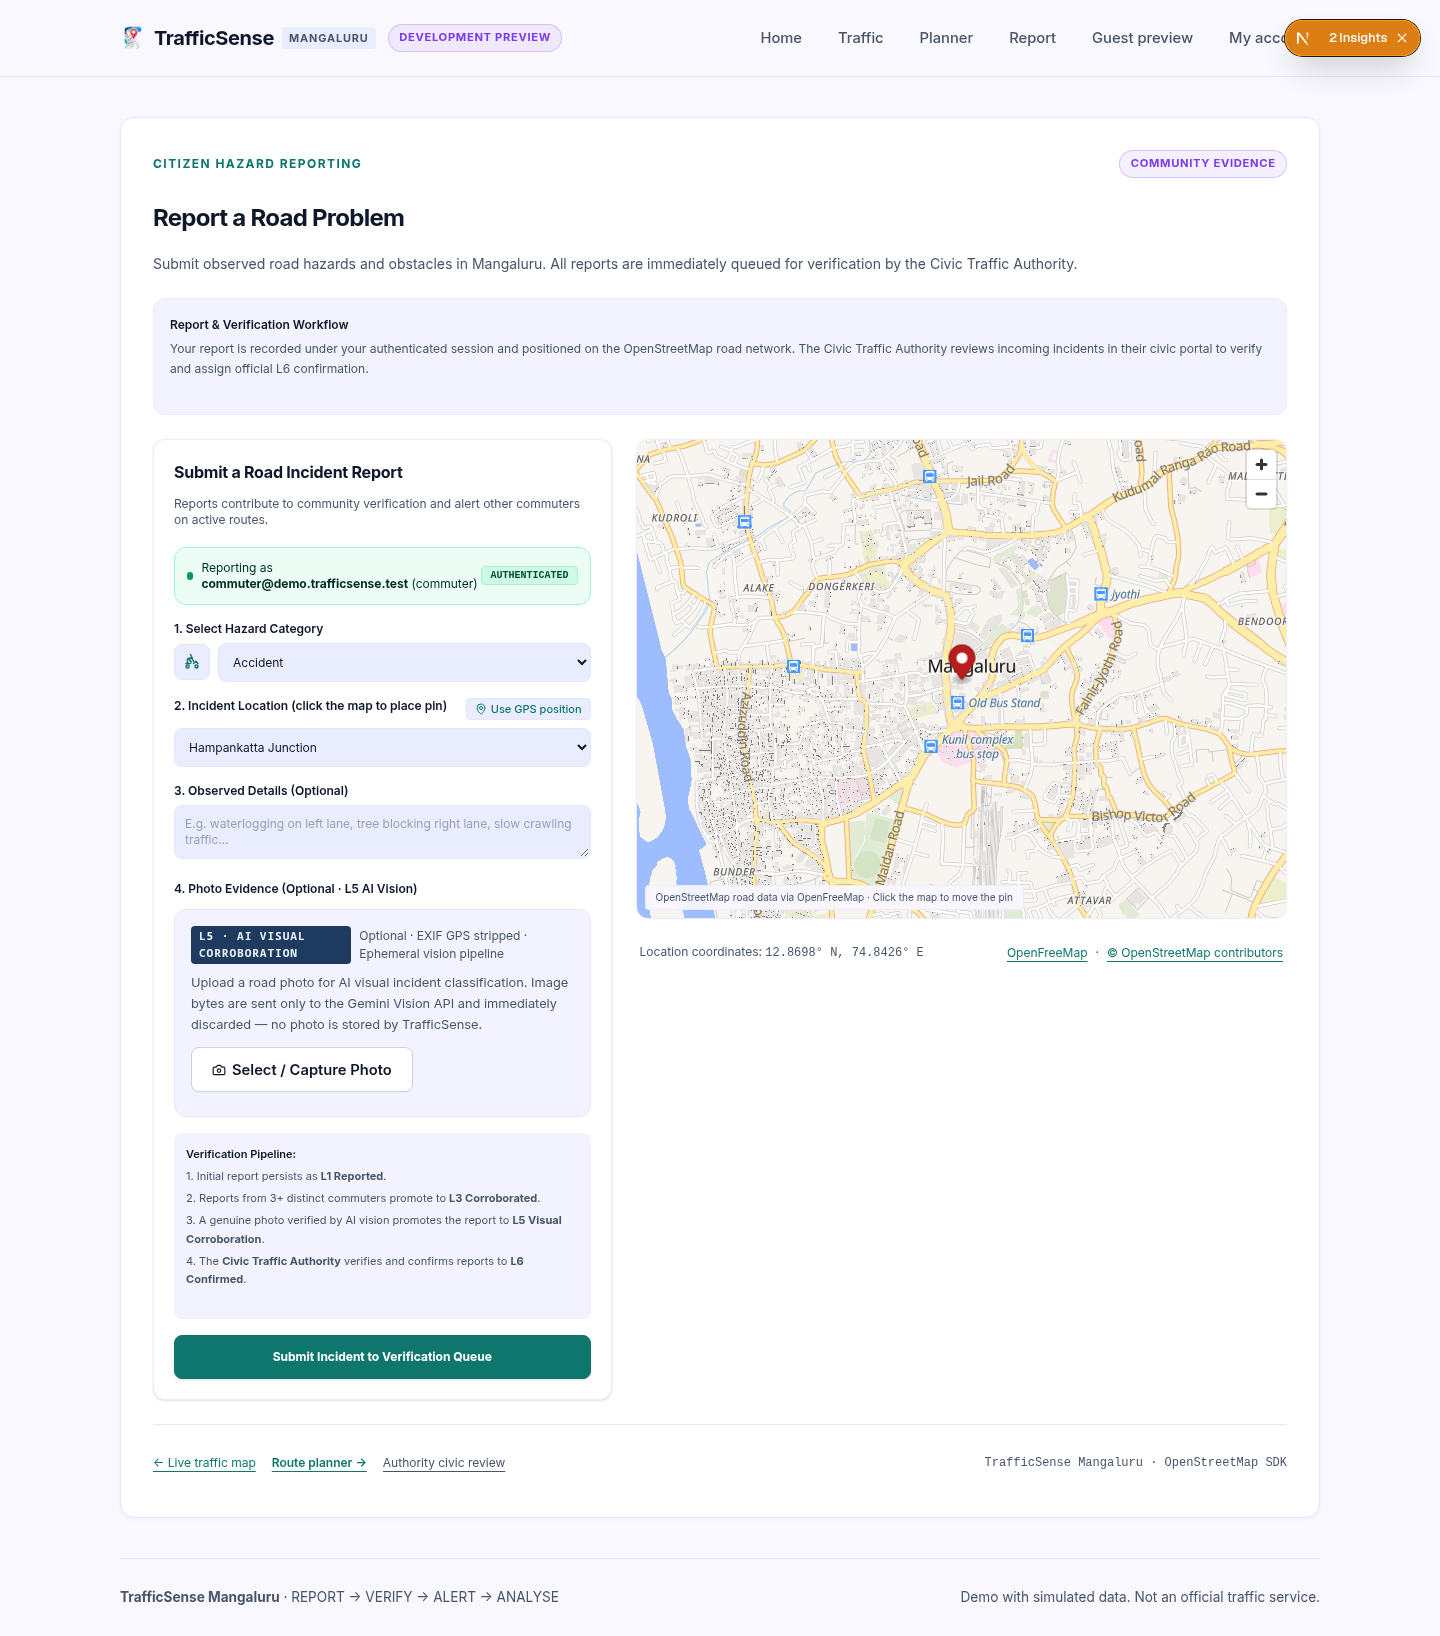 TrafficSense MANGALURU DEVELOPMENT PREVIEW
Home Traffic Planner Report Guest preview My acco
2 Insights
CITIZEN HAZARD REPORTING
COMMUNITY EVIDENCE
Report a Road Problem
Submit observed road hazards and obstacles in Mangaluru. All reports are immediately queued for verification by the Civic Traffic Authority.
Report & Verification Workflow
Your report is recorded under your authenticated session and positioned on the OpenStreetMap road network. The Civic Traffic Authority reviews incoming incidents in their civic portal to verify
and assign official L6 confirmation.
Submit a Road Incident Report
Reports contribute to community verification and alert other commuters
on active routes.
Reporting as
commuter@demo.trafficsense.test (commuter)
AUTHENTICATED
1. Select Hazard Category
Accident
2. Incident Location (click the map to place pin)
Use GPS position
Hampankatta Junction
3. Observed Details (Optional)
E.g. waterlogging on left lane, tree blocking right lane, slow crawling
traffic...
4. Photo Evidence (Optional · L5 AI Vision)
L5 · AI VISUAL
CORROBORATION
Optional · EXIF GPS stripped ·
Ephemeral vision pipeline
Upload a road photo for AI visual incident classification. Image
bytes are sent only to the Gemini Vision API and immediately
discarded — no photo is stored by TrafficSense.
Select / Capture Photo
Verification Pipeline:
1. Initial report persists as L1 Reported.
2. Reports from 3+ distinct commuters promote to L3 Corroborated.
3. A genuine photo verified by AI vision promotes the report to L5 Visual
Corroboration.
4. The Civic Traffic Authority verifies and confirms reports to L6
Confirmed.
Submit Incident to Verification Queue
NA
oad
oad
Jail Road
Kudumal Ranga Rao Road
KUDROLI
ALAKE
DONGERKERI
Jyothi
BENDOOR
Falnir Jyothi Road
Mangaluru
Old Bus Stand
Kunil complex
bus stop
Azizuddin Road
Bishop Victor Road
Maidan Road
BUNDER
ATTAVAR
+
−
OpenStreetMap road data via OpenFreeMap · Click the map to move the pin
Location coordinates: 12.8698° N, 74.8426° E
OpenFreeMap · © OpenStreetMap contributors
← Live traffic map Route planner → Authority civic review
TrafficSense Mangaluru · OpenStreetMap SDK
TrafficSense Mangaluru · REPORT → VERIFY → ALERT → ANALYSE
Demo with simulated data. Not an official traffic service.